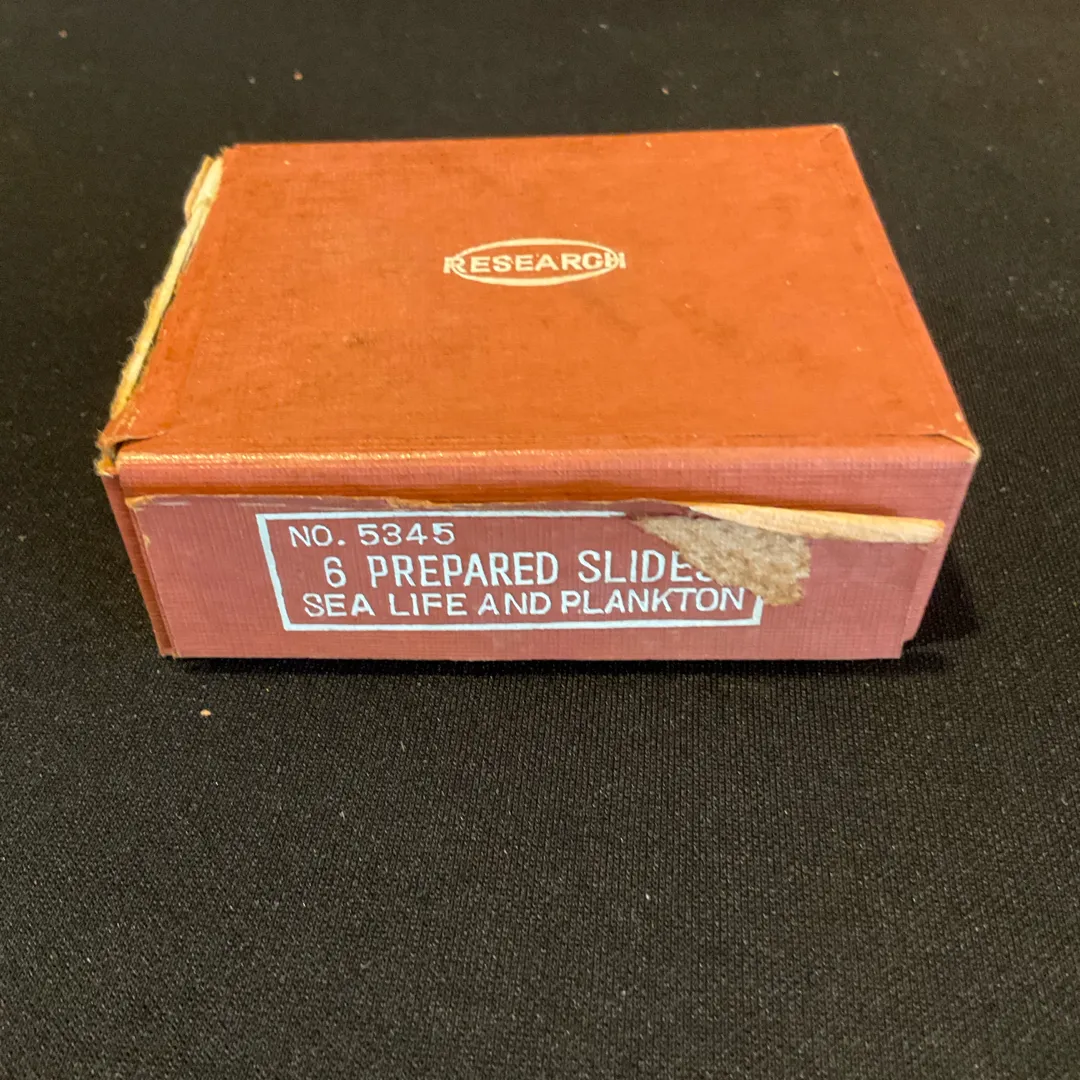 RESEARCH
NO. 5345
6 PREPARED SLIDES
SEA LIFE AND PLANKTON